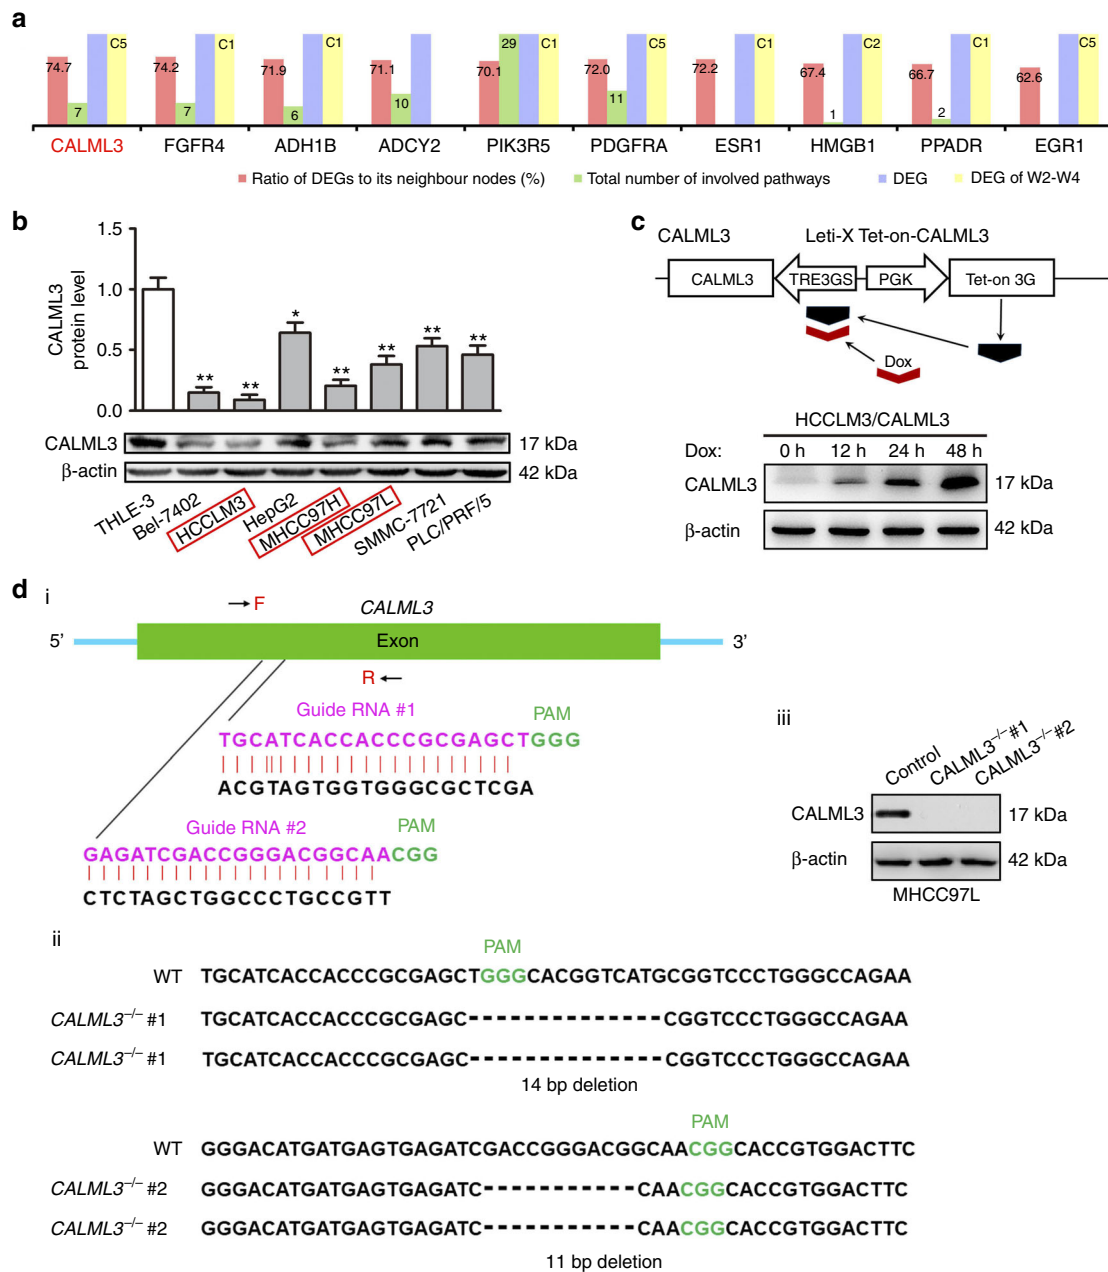 a
C5 C1 C1 29 C1 C5 C1 C2 C1 C5
74.7 74.2 71.9 71.1 70.1 72.0 72.2 67.4 66.7 62.6
7 7 6 10 11 1 2
CALML3 FGFR4 ADH1B ADCY2 PIK3R5 PDGFRA ESR1 HMGB1 PPADR EGR1
Ratio of DEGs to its neighbour nodes (%) Total number of involved pathways DEG DEG of W2-W4
b
CALML3
protein level
1.5
1.0
0.5
0.0
** ** * ** ** ** **
CALML3 17 kDa
β-actin 42 kDa
THLE-3 Bel-7402 HCCLM3 HepG2 MHCC97H MHCC97L SMMC-7721 PLC/PRF/5
c
CALML3 Leti-X Tet-on-CALML3
CALML3 TRE3GS PGK Tet-on 3G
Dox
HCCLM3/CALML3
Dox: 0 h 12 h 24 h 48 h
CALML3 17 kDa
β-actin 42 kDa
d
i
F
CALML3
5’ Exon 3’
R
Guide RNA #1 PAM
TGCATCACCACCCGCGAGCTGGG
ACGTAGTGGTGGGCGCTCGA
Guide RNA #2 PAM
GAGATCGACCGGGACGGCAACGG
CTCTAGCTGGCCCTGCCGTT
iii
Control CALML3–/–#1 CALML3–/–#2
CALML3 17 kDa
β-actin 42 kDa
MHCC97L
ii
PAM
WT TGCATCACCACCCGCGAGCTGGGCACGGTCATGCGGTCCCTGGGCCAGAA
CALML3–/– #1 TGCATCACCACCCGCGAGC--------------CGGTCCCTGGGCCAGAA
CALML3–/– #1 TGCATCACCACCCGCGAGC--------------CGGTCCCTGGGCCAGAA
14 bp deletion
PAM
WT GGGACATGATGAGTGAGATCGACCGGGACGGCAACGGCACCGTGGACTTC
CALML3–/– #2 GGGACATGATGAGTGAGATC-----------CAACGGCACCGTGGACTTC
CALML3–/– #2 GGGACATGATGAGTGAGATC-----------CAACGGCACCGTGGACTTC
11 bp deletion